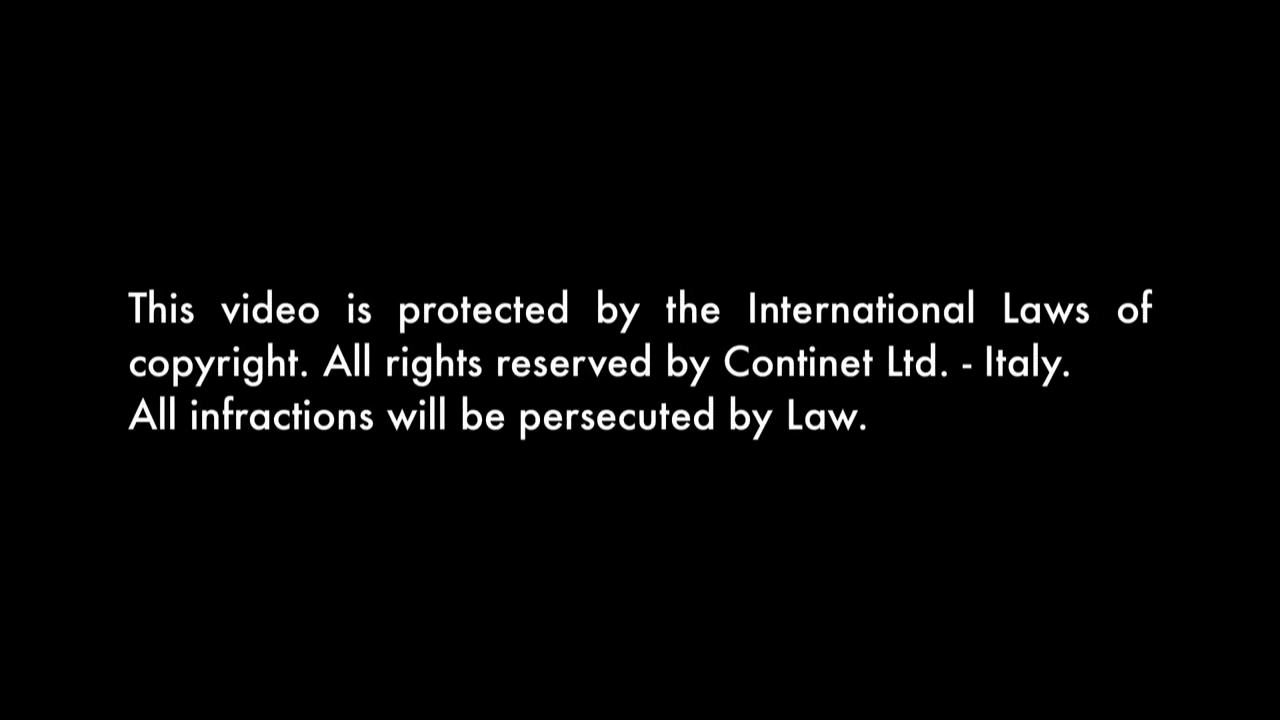 This video is protected by the International Laws of
copyright. All rights reserved by Continet Ltd. - Italy.
All infractions will be persecuted by Law.